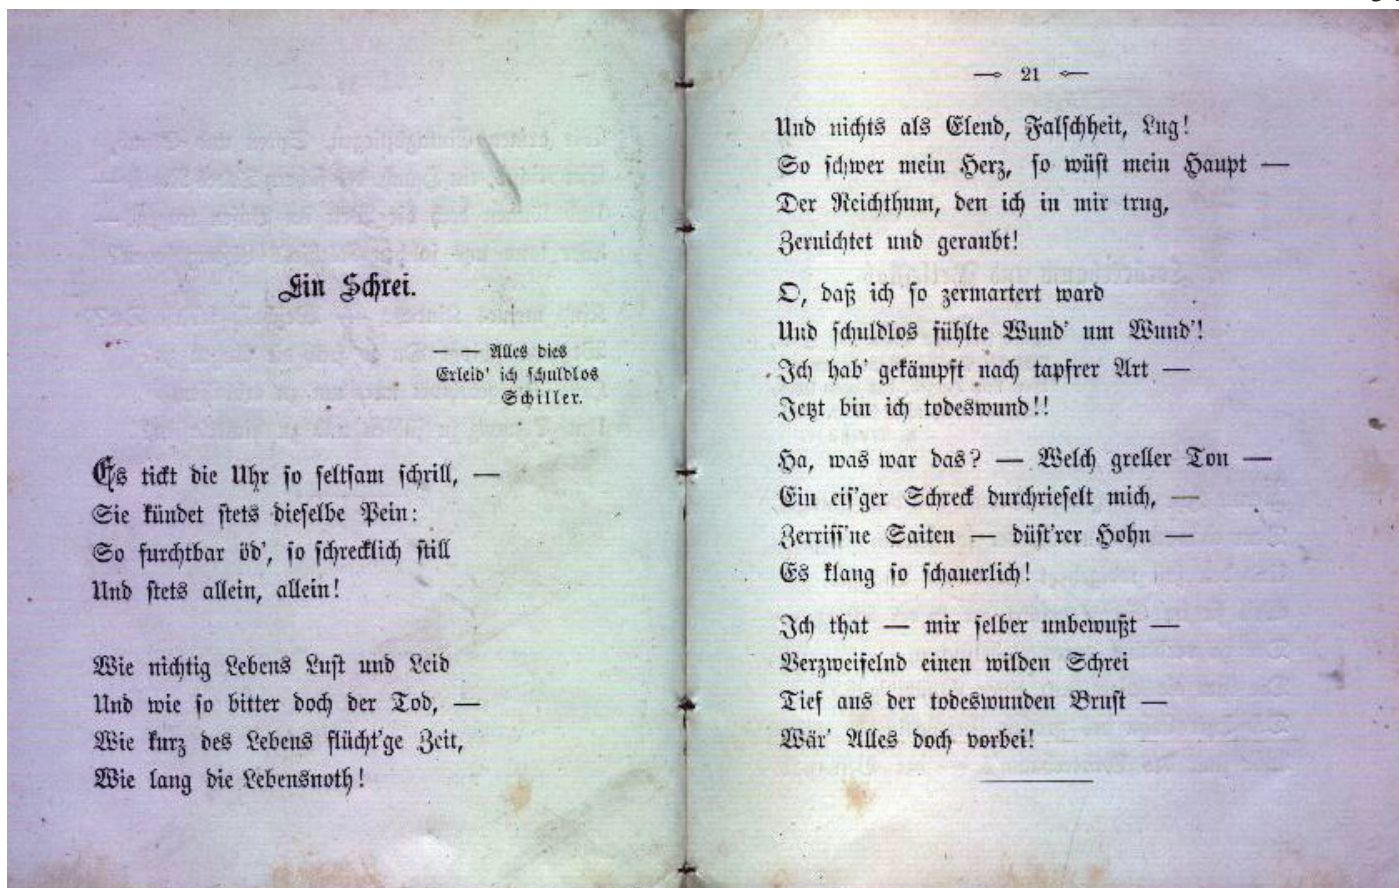 Ein Schrei.
— — Alles dies
Erleid' ich schuldlos
Schiller.
Es tickt die Uhr so seltsam schrill, —
Sie kündet stets dieselbe Pein:
So furchtbar öd', so schrecklich still
Und stets allein, allein!
Wie nichtig Lebens Lust und Leid
Und wie so bitter doch der Tod, —
Wie kurz des Lebens flücht'ge Zeit,
Wie lang die Lebensnoth!
21
Und nichts als Elend, Falschheit, Lug!
So schwer mein Herz, so wüst mein Haupt —
Der Reichthum, den ich in mir trug,
Zernichtet und geraubt!
O, daß ich so zermartert ward
Und schuldlos fühlte Wund' um Wund'!
Ich hab' gekämpft nach tapfrer Art —
Jetzt bin ich todeswund!!
Ha, was war das? — Welch greller Ton —
Ein eis'ger Schreck durchrieselt mich, —
Zerriss'ne Saiten — düst'rer Hohn —
Es klang so schauerlich!
Ich that — mir selber unbewußt —
Verzweifelnd einen wilden Schrei
Tief aus der todeswunden Brust —
Wär' Alles doch vorbei!